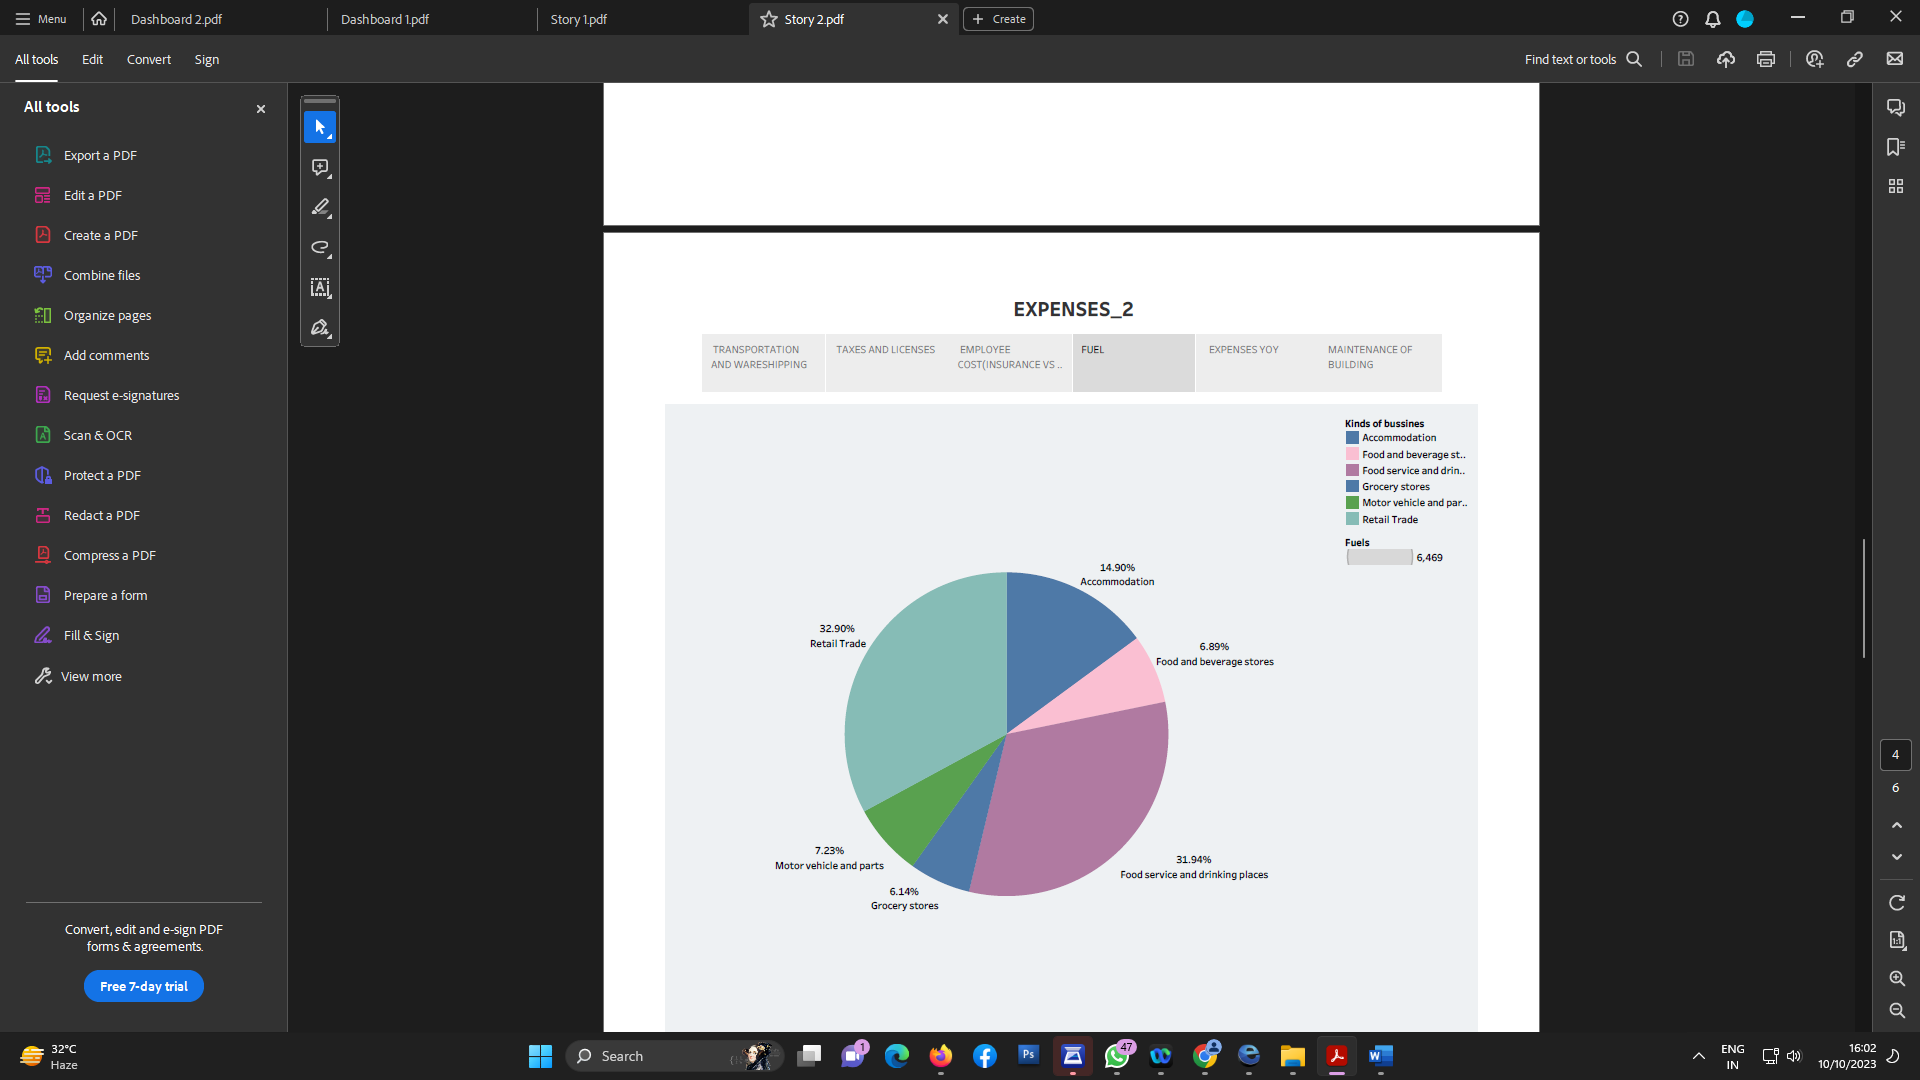 Menu
Dashboard 2.pdf
Dashboard 1.pdf
Story 1.pdf
Story 2.pdf
Create
All tools
Edit
Convert
Sign
Find text or tools
All tools
Export a PDF
Edit a PDF
Create a PDF
Combine files
Organize pages
Add comments
Request e-signatures
Scan & OCR
Protect a PDF
Redact a PDF
Compress a PDF
Prepare a form
Fill & Sign
View more
Convert, edit and e-sign PDF
forms & agreements.
Free 7-day trial
EXPENSES_2
TRANSPORTATION
AND WARESHIPPING
TAXES AND LICENSES
EMPLOYEE
COST(INSURANCE VS ..
FUEL
EXPENSES YOY
MAINTENANCE OF
BUILDING
Kinds of bussines
Accommodation
Food and beverage st..
Food service and drin..
Grocery stores
Motor vehicle and par..
Retail Trade
Fuels
6,469
14.90%
Accommodation
6.89%
Food and beverage stores
32.90%
Retail Trade
7.23%
Motor vehicle and parts
6.14%
Grocery stores
31.94%
Food service and drinking places
4
6
1:1
32°C
Haze
Search
1
Ps
47
W
ENG
IN
16:02
10/10/2023